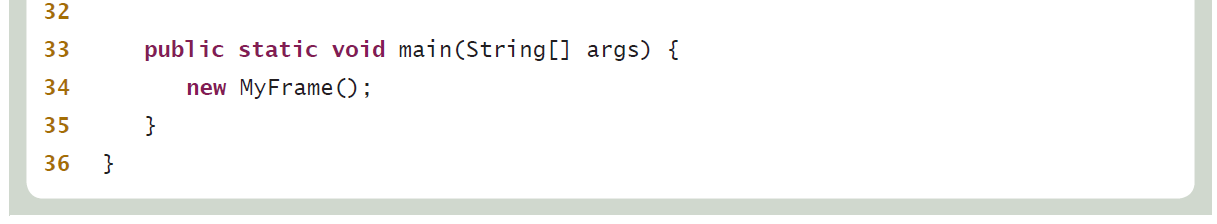 32
33 public static void main(String[] args) {
34 new MyFrame();
35 }
36 }